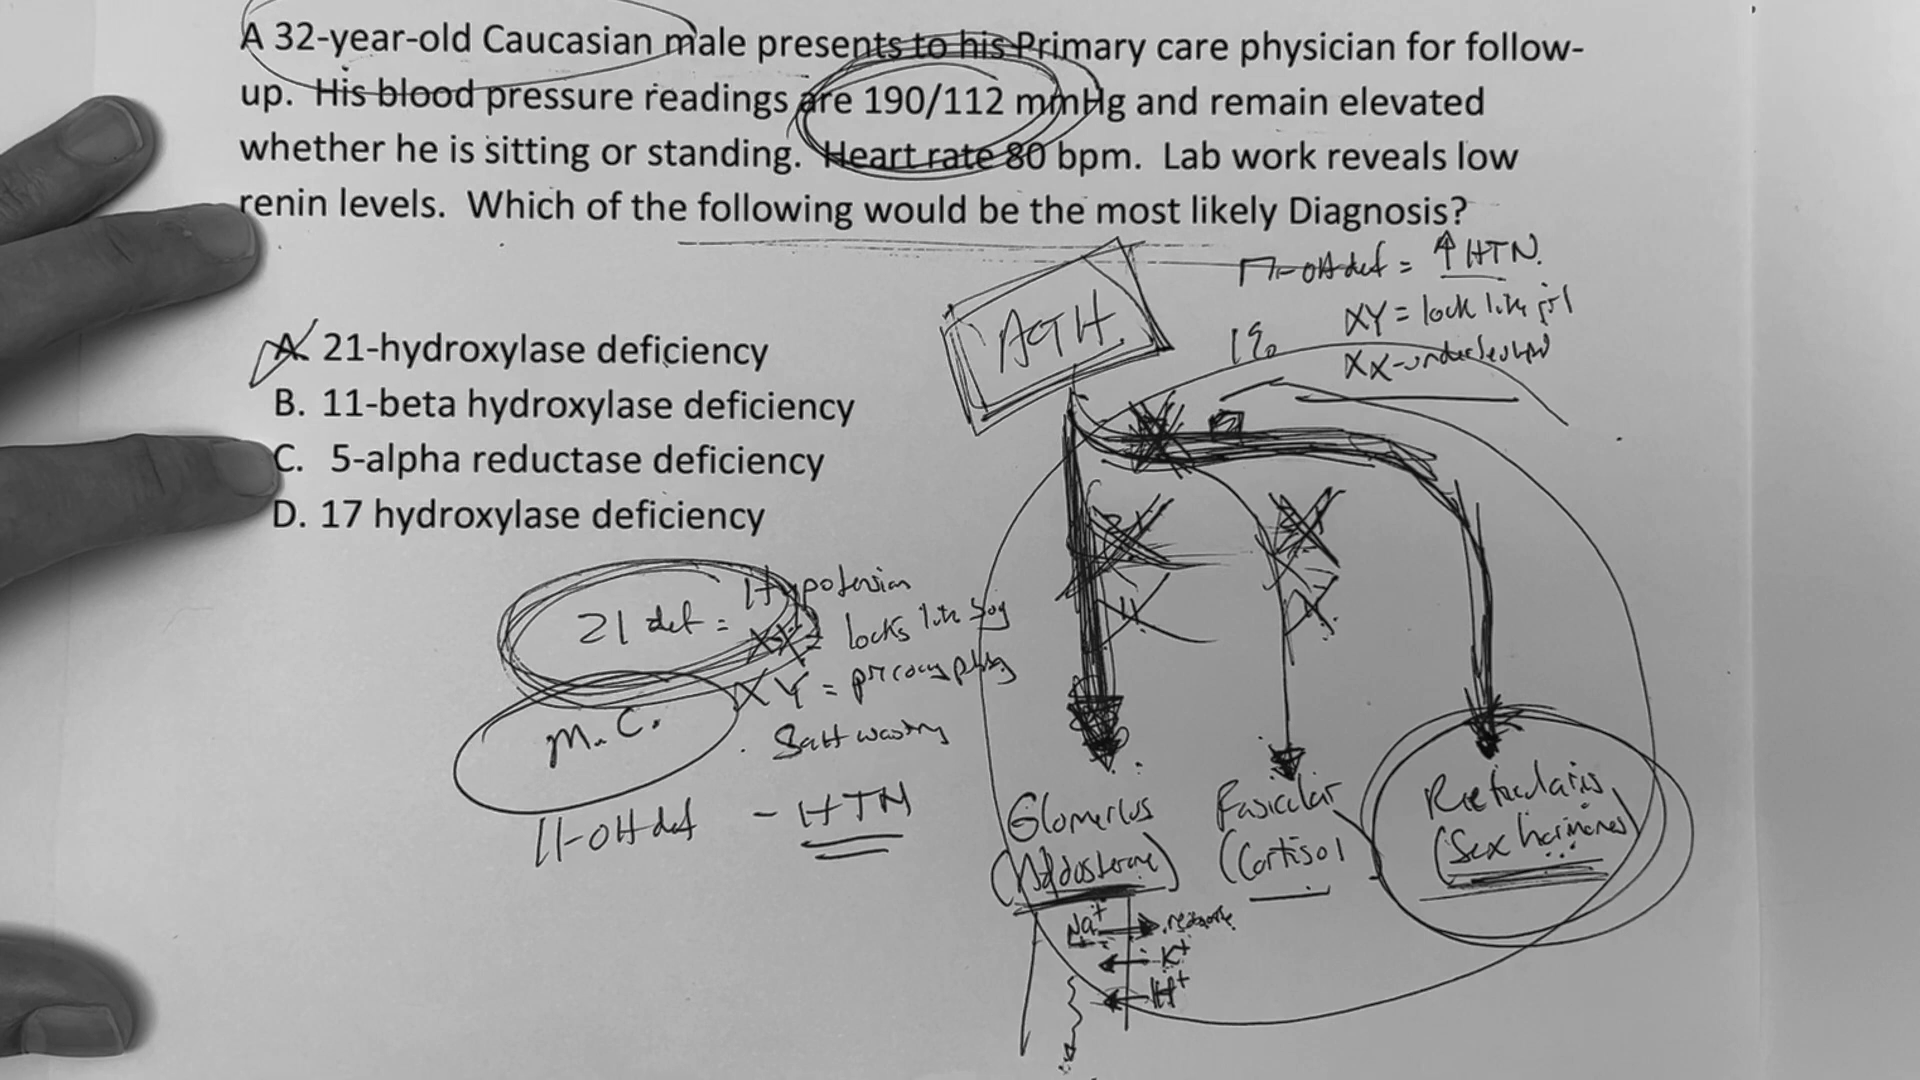 A 32-year-old Caucasian male presents to his Primary care physician for follow-
up. His blood pressure readings are 190/112 mmHg and remain elevated
whether he is sitting or standing. Heart rate 80 bpm. Lab work reveals low
renin levels. Which of the following would be the most likely Diagnosis?
17-OH def = ↑ HTN.
XY = look like girl
1%
XX-
ACTH
A. 21-hydroxylase deficiency
B. 11-beta hydroxylase deficiency
C. 5-alpha reductase deficiency
D. 17 hydroxylase deficiency
21 def = Hypotension
XX = looks like boy
XY =
Salt wasting
M.C.
11-OH def - HTN
Glomerulus
(Aldosterone)
Fasicular
(Cortisol
Reticularis
(Sex hormones)
Na+
K+
H+